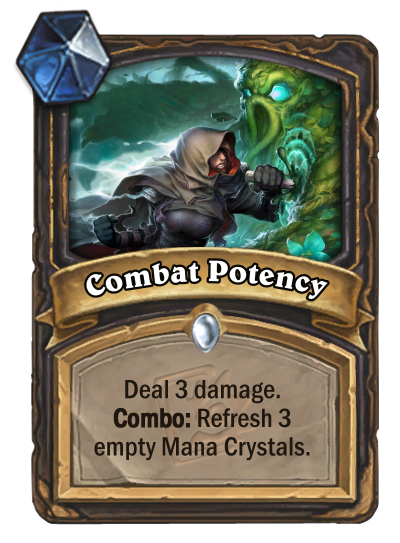 Combat Potency
Deal 3 damage.
Combo: Refresh 3
empty Mana Crystals.